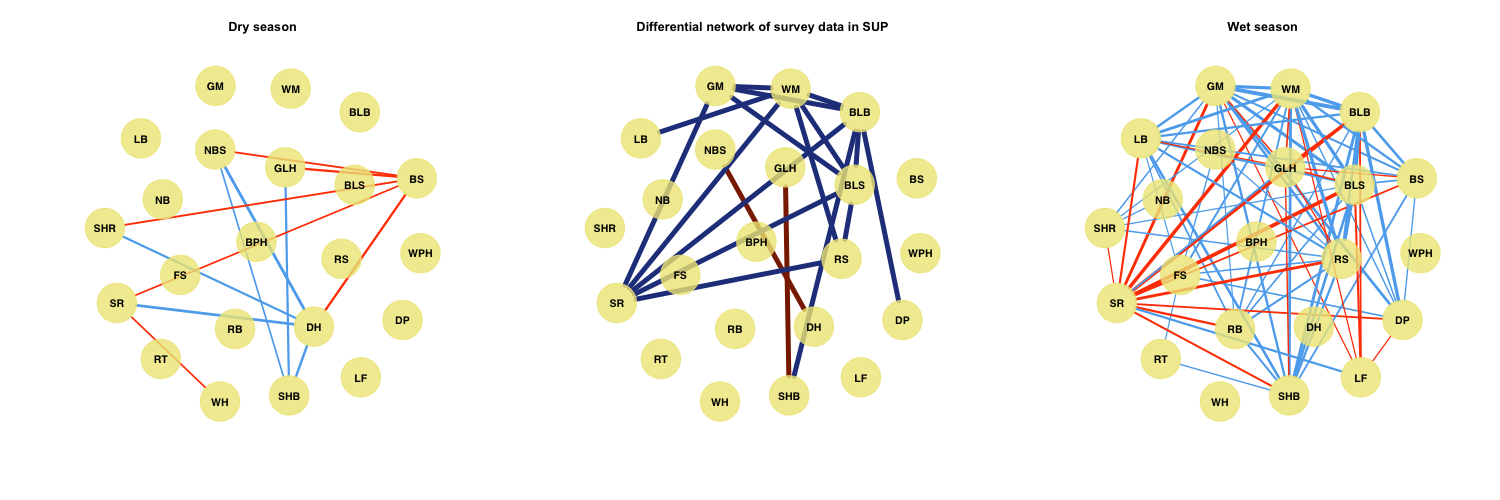 Dry season
GM
WM
BLB
LB
NBS
GLH
BLS
BS
NB
SHR
BPH
RS
WPH
FS
SR
RB
DH
DP
RT
LF
WH
SHB
Differential network of survey data in SUP
GM
WM
BLB
LB
NBS
GLH
BLS
BS
NB
SHR
BPH
RS
WPH
FS
SR
RB
DH
DP
RT
LF
WH
SHB
Wet season
GM
WM
BLB
LB
NBS
GLH
BLS
BS
NB
SHR
BPH
RS
WPH
FS
SR
RB
DH
DP
RT
LF
WH
SHB